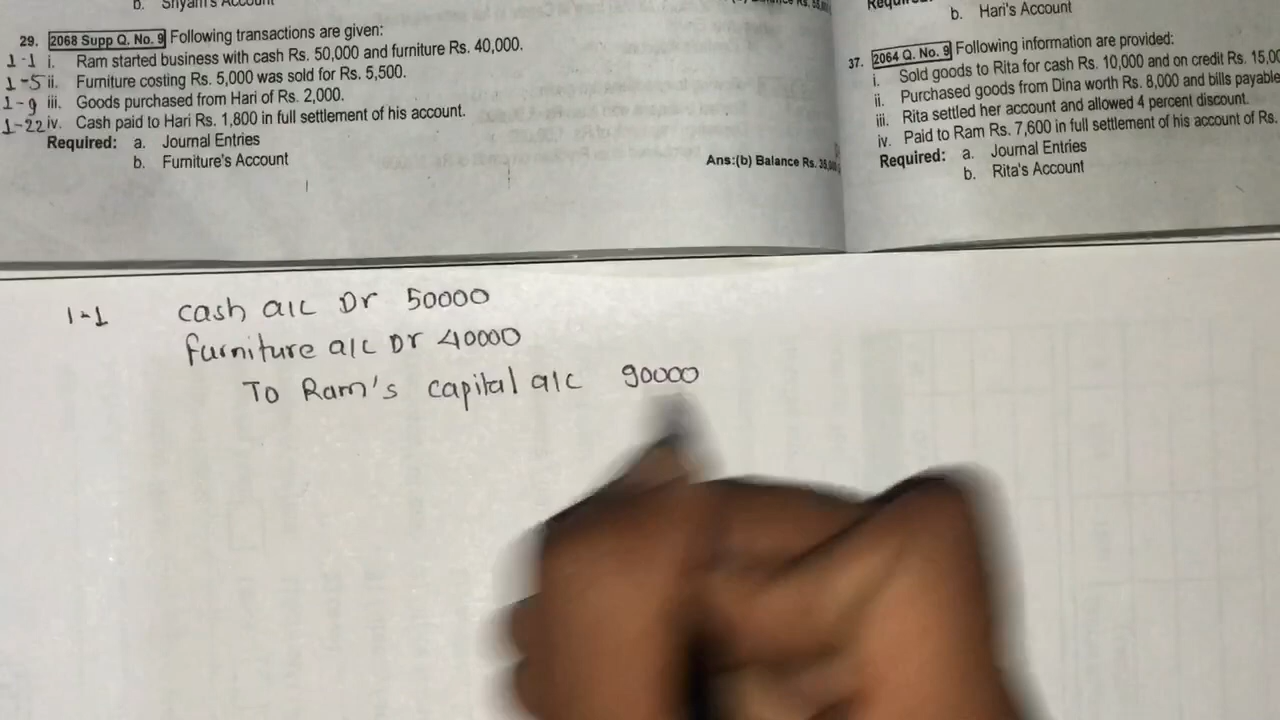 b. Shyam's Account
29. 2068 Supp Q. No. 9 Following transactions are given:
1-1 i. Ram started business with cash Rs. 50,000 and furniture Rs. 40,000.
1-5 ii. Furniture costing Rs. 5,000 was sold for Rs. 5,500.
1-9 iii. Goods purchased from Hari of Rs. 2,000.
1-22 iv. Cash paid to Hari Rs. 1,800 in full settlement of his account.
Required: a. Journal Entries
b. Furniture's Account
Ans:(b) Balance Rs. 35,000
b. Hari's Account
37. 2064 Q. No. 9 Following information are provided:
i. Sold goods to Rita for cash Rs. 10,000 and on credit Rs. 15,00
ii. Purchased goods from Dina worth Rs. 8,000 and bills payable
iii. Rita settled her account and allowed 4 percent discount.
iv. Paid to Ram Rs. 7,600 in full settlement of his account of Rs.
Required: a. Journal Entries
b. Rita's Account
1-1 cash a/c Dr 50000
furniture a/c Dr 40000
To Ram's capital a/c 90000